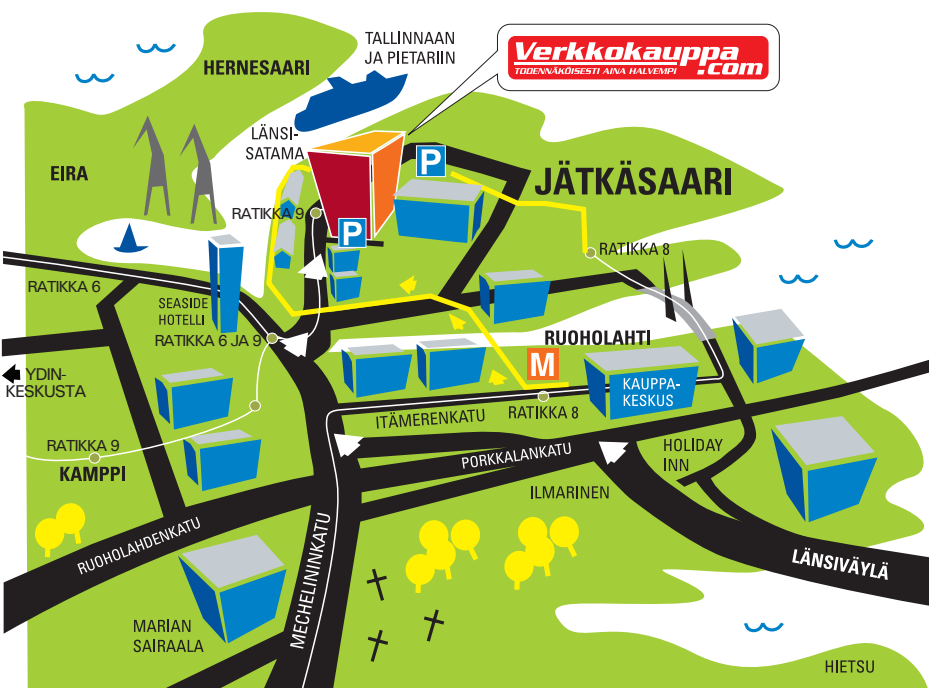 TALLINNAAN
JA PIETARIIN
Verkkokauppa
.com
TODENNÄKÖISESTI AINA HALVEMPI
HERNESAARI
LÄNSI-
SATAMA
P
EIRA
JÄTKÄSAARI
RATIKKA 9
P
RATIKKA 8
RATIKKA 6
SEASIDE
HOTELLI
RATIKKA 6 JA 9
RUOHOLAHTI
M
YDIN-
KESKUSTA
KAUPPA-
KESKUS
ITÄMERENKATU
RATIKKA 8
RATIKKA 9
KAMPPI
PORKKALANKATU
HOLIDAY
INN
ILMARINEN
RUOHOLAHDENKATU
MECHELININKATU
LÄNSIVÄYLÄ
MARIAN
SAIRAALA
HIETSU